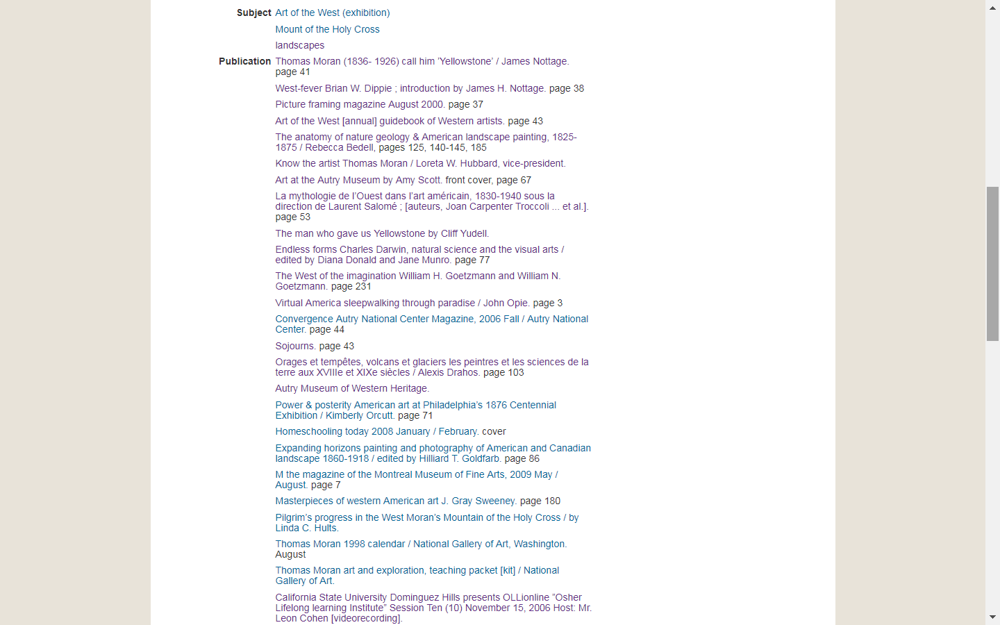 Subject Art of the West (exhibition)
Mount of the Holy Cross
landscapes
Publication Thomas Moran (1836- 1926) call him 'Yellowstone' / James Nottage.
page 41
West-fever Brian W. Dippie ; introduction by James H. Nottage. page 38
Picture framing magazine August 2000. page 37
Art of the West [annual] guidebook of Western artists. page 43
The anatomy of nature geology & American landscape painting, 1825-
1875 / Rebecca Bedell, pages 125, 140-145, 185
Know the artist Thomas Moran / Loreta W. Hubbard, vice-president.
Art at the Autry Museum by Amy Scott. front cover, page 67
La mythologie de l'Ouest dans l'art américain, 1830-1940 sous la
direction de Laurent Salomé ; [auteurs, Joan Carpenter Troccoli ... et al.].
page 53
The man who gave us Yellowstone by Cliff Yudell.
Endless forms Charles Darwin, natural science and the visual arts /
edited by Diana Donald and Jane Munro. page 77
The West of the imagination William H. Goetzmann and William N.
Goetzmann. page 231
Virtual America sleepwalking through paradise / John Opie. page 3
Convergence Autry National Center Magazine, 2006 Fall / Autry National
Center. page 44
Sojourns. page 43
Orages et tempêtes, volcans et glaciers les peintres et les sciences de la
terre aux XVIIIe et XIXe siècles / Alexis Drahos. page 103
Autry Museum of Western Heritage.
Power & posterity American art at Philadelphia's 1876 Centennial
Exhibition / Kimberly Orcutt. page 71
Homeschooling today 2008 January / February. cover
Expanding horizons painting and photography of American and Canadian
landscape 1860-1918 / edited by Hilliard T. Goldfarb. page 86
M the magazine of the Montreal Museum of Fine Arts, 2009 May /
August. page 7
Masterpieces of western American art J. Gray Sweeney. page 180
Pilgrim's progress in the West Moran's Mountain of the Holy Cross / by
Linda C. Hults.
Thomas Moran 1998 calendar / National Gallery of Art, Washington.
August
Thomas Moran art and exploration, teaching packet [kit] / National
Gallery of Art.
California State University Dominguez Hills presents OLLionline "Osher
Lifelong learning Institute" Session Ten (10) November 15, 2006 Host: Mr.
Leon Cohen [videorecording].